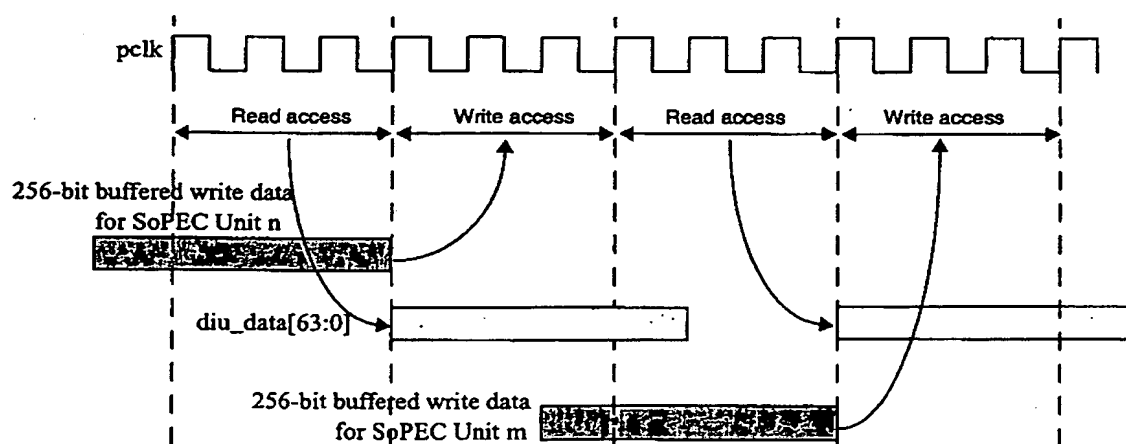 pclk
Read access
Write access
Read access
Write access
256-bit buffered write data
for SoPEC Unit n
diu_data[63:0]
256-bit buffered write data
for SoPEC Unit m